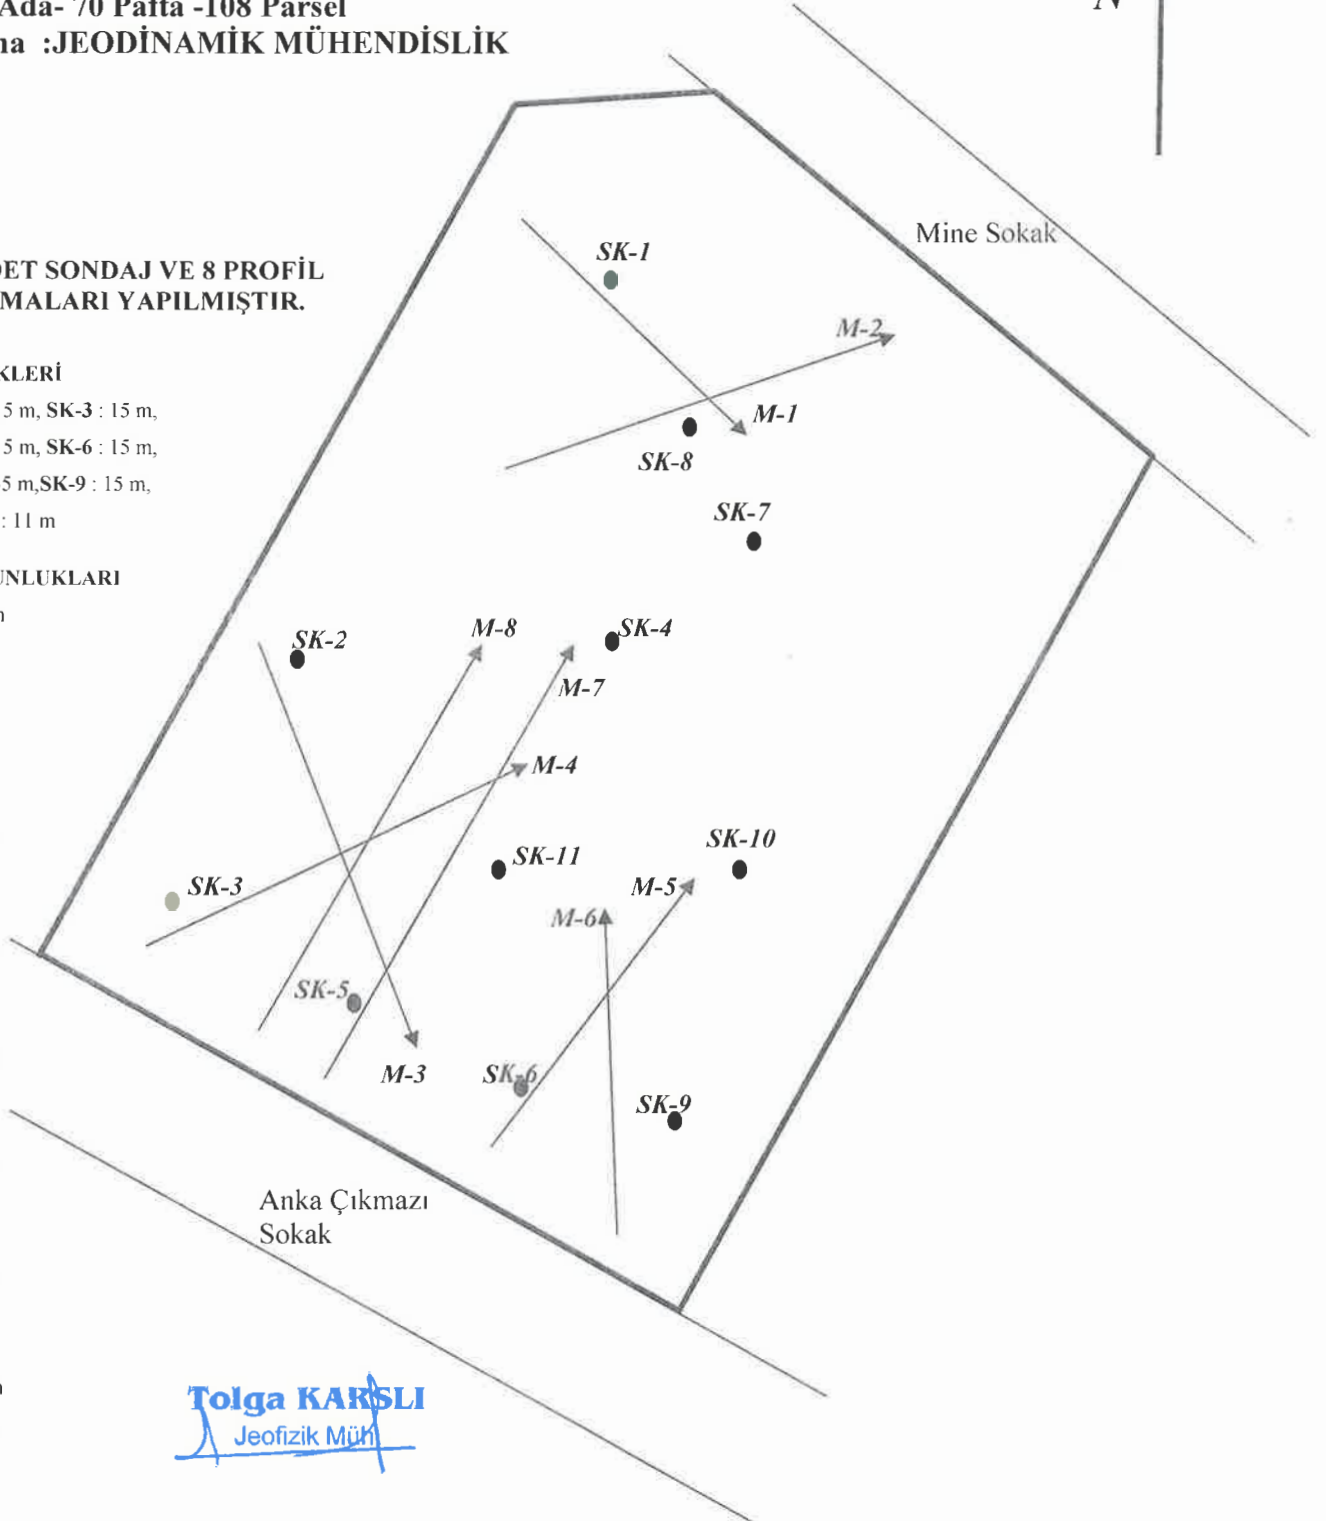 Ada- 70 Pafta -108 Parsel
na :JEODİNAMİK MÜHENDİSLİK
N
Mine Sokak
DET SONDAJ VE 8 PROFİL
MALARI YAPILMIŞTIR.
SK-1
M-2
KLERİ
5 m, SK-3 : 15 m,
M-1
5 m, SK-6 : 15 m,
SK-8
5 m,SK-9 : 15 m,
SK-7
: 11 m
UNLUKLARI
SK-2
M-8
SK-4
M-7
M-4
SK-10
SK-11
SK-3
M-5
M-6
SK-5
M-3
SK-6
SK-9
Anka Çıkmazı
Sokak
Tolga KARSLI
Jeofizik Müh